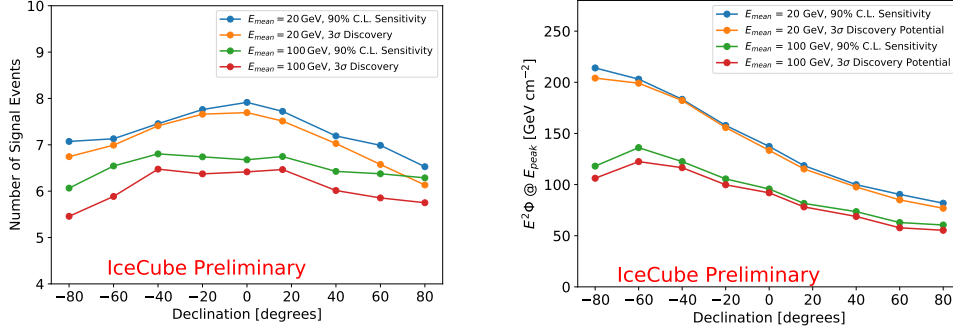 10
9
8
7
6
5
4
Number of Signal Events
E_mean = 20 GeV, 90% C.L. Sensitivity
E_mean = 20 GeV, 3σ Discovery
E_mean = 100 GeV, 90% C.L. Sensitivity
E_mean = 100 GeV, 3σ Discovery
IceCube Preliminary
−80 −60 −40 −20 0 20 40 60 80
Declination [degrees]
250
200
150
100
50
0
E²Φ @ E_peak [GeV cm⁻²]
E_mean = 20 GeV, 90% C.L. Sensitivity
E_mean = 20 GeV, 3σ Discovery Potential
E_mean = 100 GeV, 90% C.L. Sensitivity
E_mean = 100 GeV, 3σ Discovery Potential
IceCube Preliminary
−80 −60 −40 −20 0 20 40 60 80
Declination [degrees]